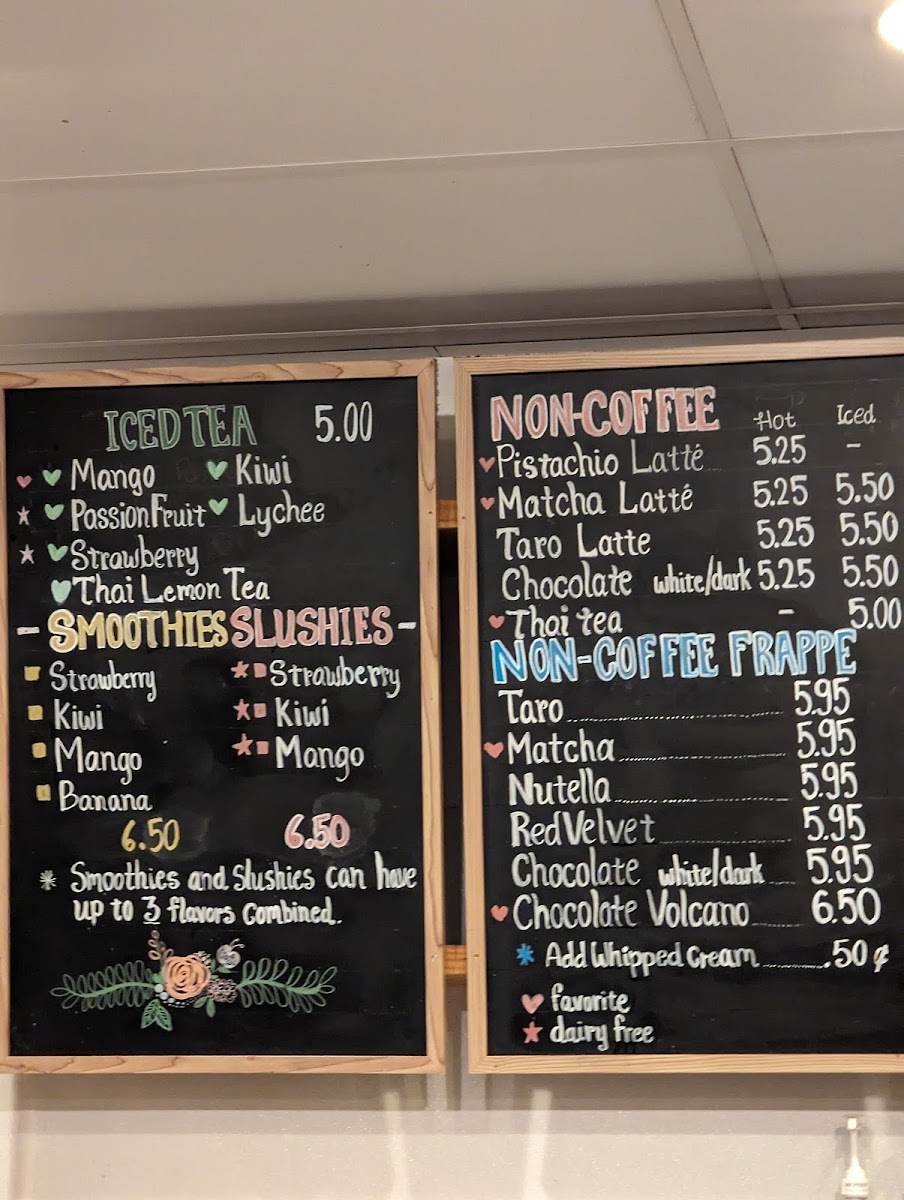 ICED TEA 5.00
Mango Kiwi
Passion Fruit Lychee
Strawberry
Thai Lemon Tea
- SMOOTHIES SLUSHIES -
Strawberry Strawberry
Kiwi Kiwi
Mango Mango
Banana
6.50 6.50
* Smoothies and Slushies can have
up to 3 flavors combined.
NON-COFFEE Hot Iced
Pistachio Latté 5.25 -
Matcha Latté 5.25 5.50
Taro Latte 5.25 5.50
Chocolate white/dark 5.25 5.50
Thai tea - 5.00
NON-COFFEE FRAPPE
Taro 5.95
Matcha 5.95
Nutella 5.95
Red Velvet 5.95
Chocolate white/dark 5.95
Chocolate Volcano 6.50
* Add Whipped Cream .50 ¢
favorite
dairy free